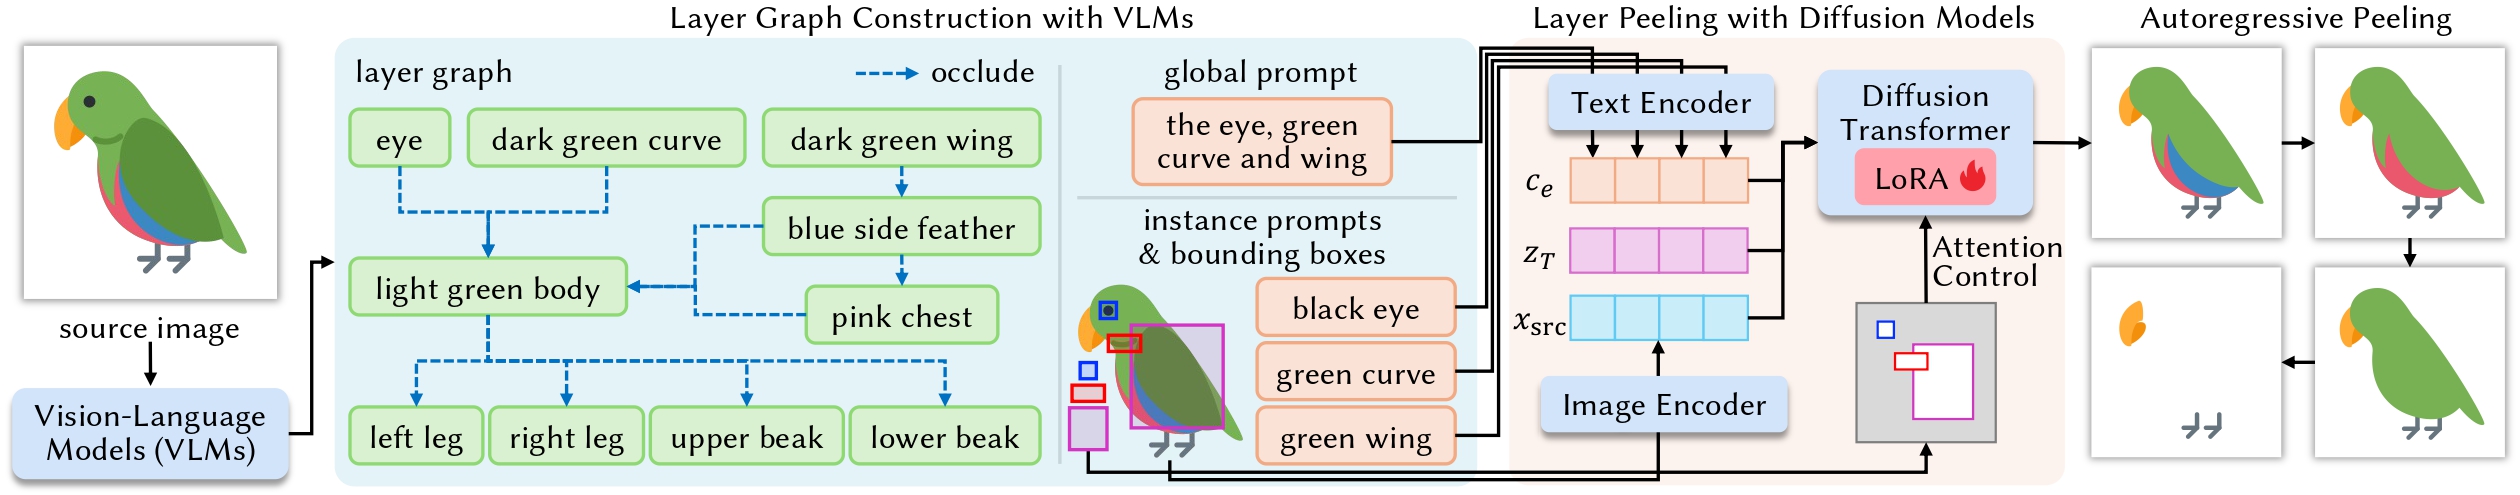 Layer Graph Construction with VLMs
Layer Peeling with Diffusion Models
Autoregressive Peeling
source image
Vision-Language
Models (VLMs)
layer graph
occlude
eye
dark green curve
dark green wing
blue side feather
light green body
pink chest
left leg
right leg
upper beak
lower beak
global prompt
the eye, green
curve and wing
instance prompts
& bounding boxes
black eye
green curve
green wing
Text Encoder
c_e
z_T
x_src
Image Encoder
Diffusion
Transformer
LoRA
Attention
Control